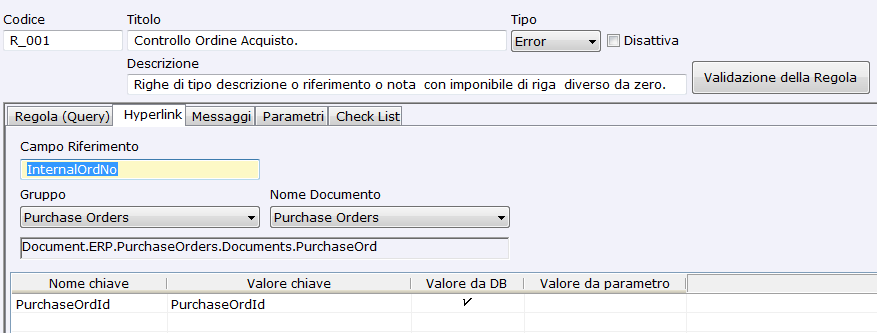 Codice Titolo Tipo
R_001 Controllo Ordine Acquisto. Error Disattiva
Descrizione
Righe di tipo descrizione o riferimento o nota con imponibile di riga diverso da zero. Validazione della Regola
Regola (Query) Hyperlink Messaggi Parametri Check List
Campo Riferimento
InternalOrdNo
Gruppo Nome Documento
Purchase Orders Purchase Orders
Document.ERP.PurchaseOrders.Documents.PurchaseOrd
Nome chiave Valore chiave Valore da DB Valore da parametro
PurchaseOrdId PurchaseOrdId